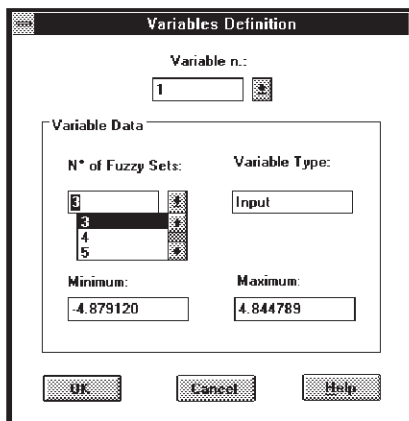 Variables Definition
Variable n.:
1
Variable Data
N° of Fuzzy Sets:
Variable Type:
3
Input
3
4
5
Minimum:
Maximum:
-4.879120
4.844789
OK
Cancel
Help